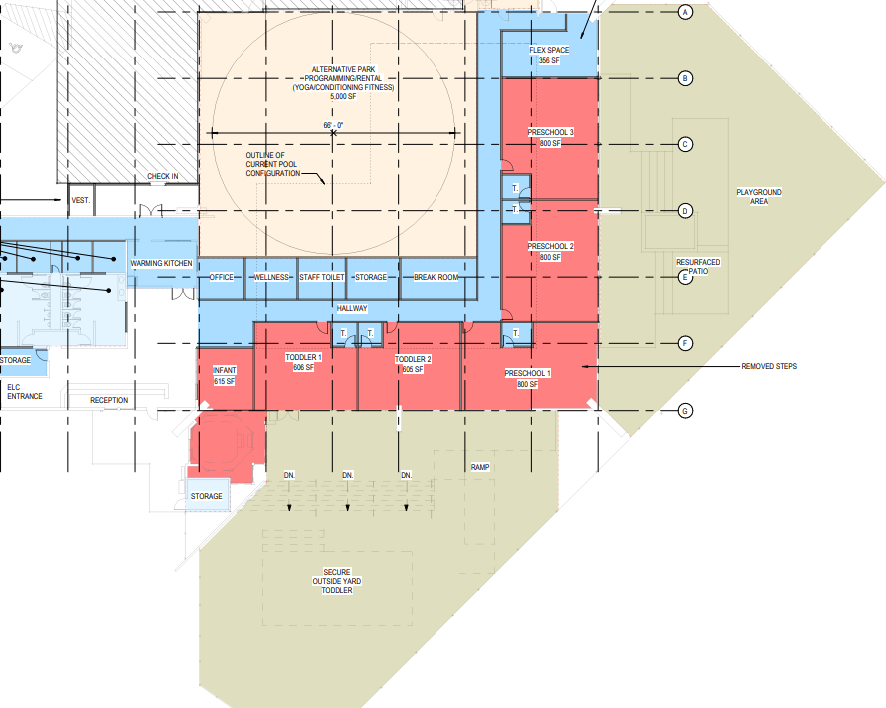 A
FLEX SPACE
356 SF
ALTERNATIVE PARK
PROGRAMMING/RENTAL
(YOGA/CONDITIONING FITNESS)
5,000 SF
B
66' - 0"
PRESCHOOL 3
800 SF
C
OUTLINE OF
CURRENT POOL
CONFIGURATION
CHECK IN
VEST.
T.
T.
D
PLAYGROUND
AREA
PRESCHOOL 2
800 SF
WARMING KITCHEN
OFFICE
WELLNESS
STAFF TOILET
STORAGE
BREAK ROOM
RESURFACED
PATIO
E
HALLWAY
T.
T.
T.
F
STORAGE
TODDLER 1
606 SF
TODDLER 2
605 SF
INFANT
615 SF
PRESCHOOL 1
800 SF
REMOVED STEPS
ELC
ENTRANCE
RECEPTION
G
RAMP
DN.
DN.
DN.
STORAGE
SECURE
OUTSIDE YARD
TODDLER